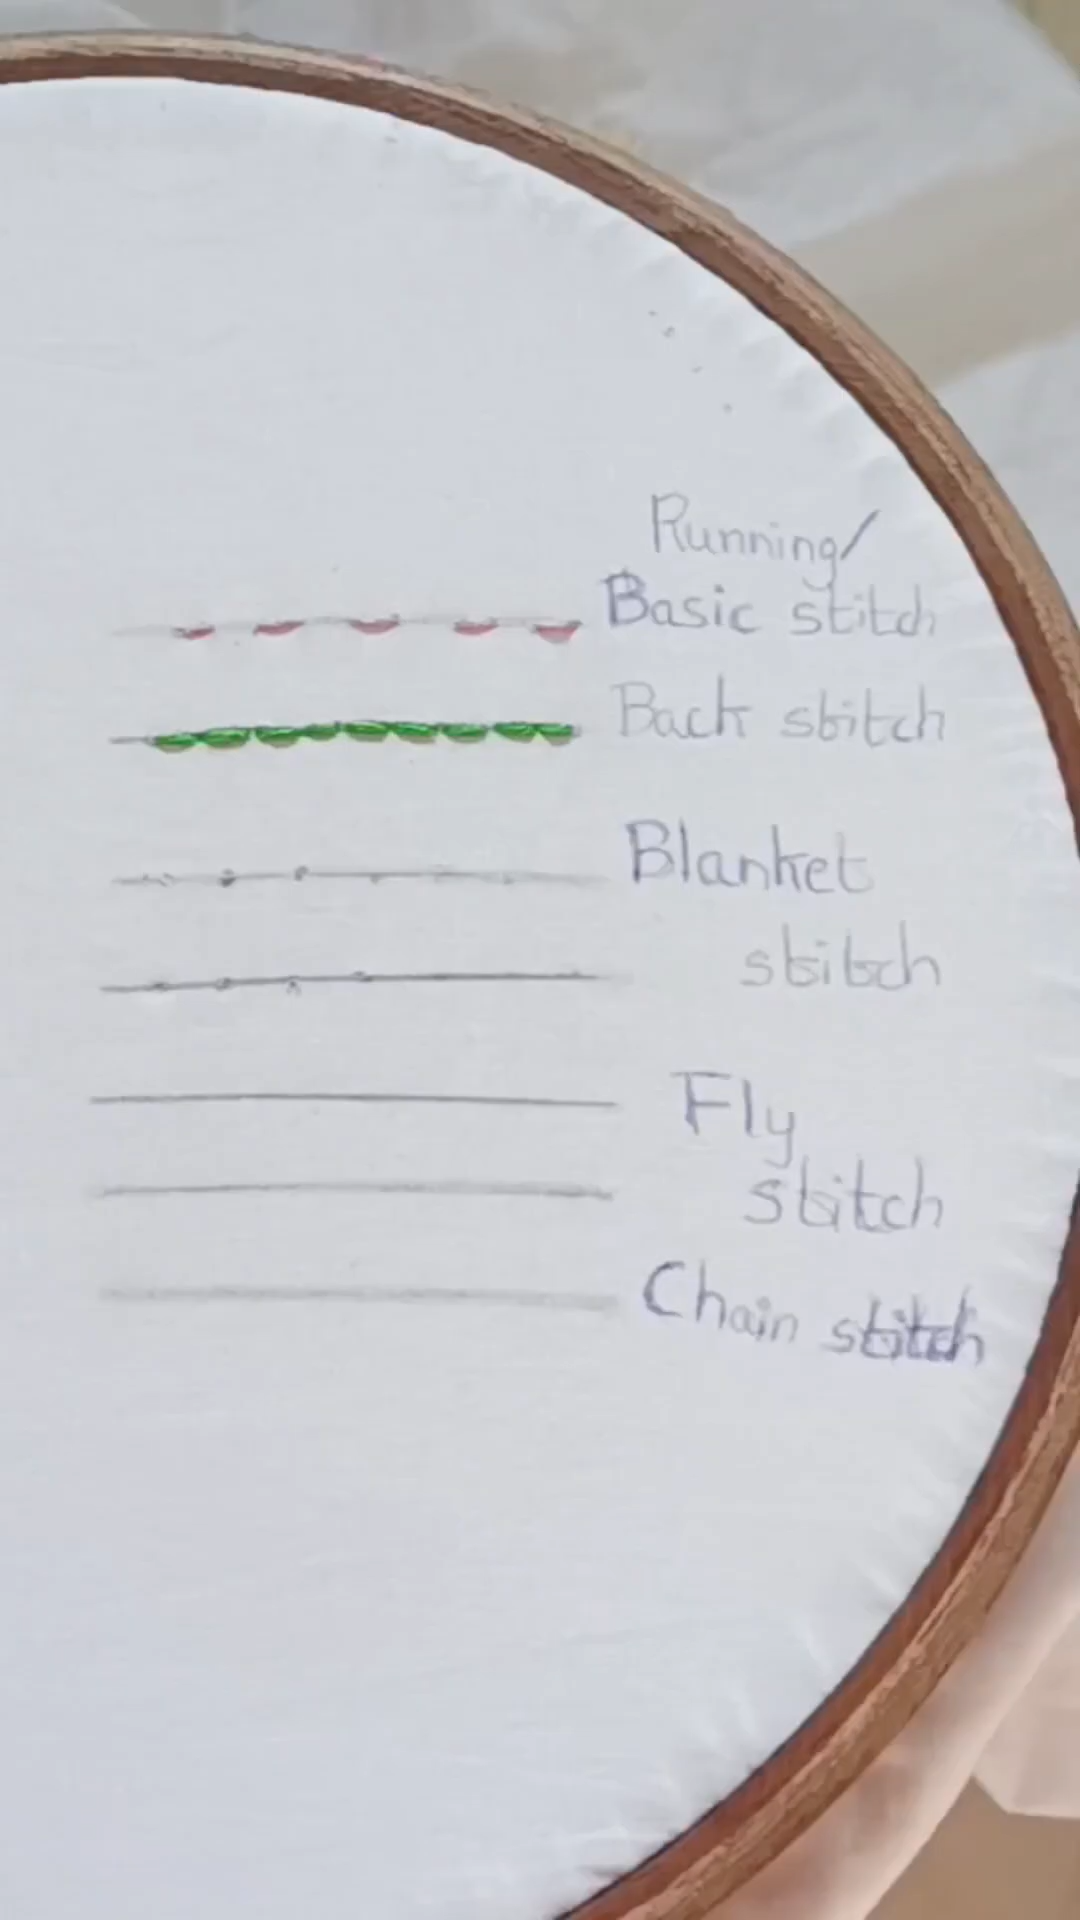 Running/
Basic stitch
Back stitch
Blanket
stitch
Fly
stitch
Chain stitch